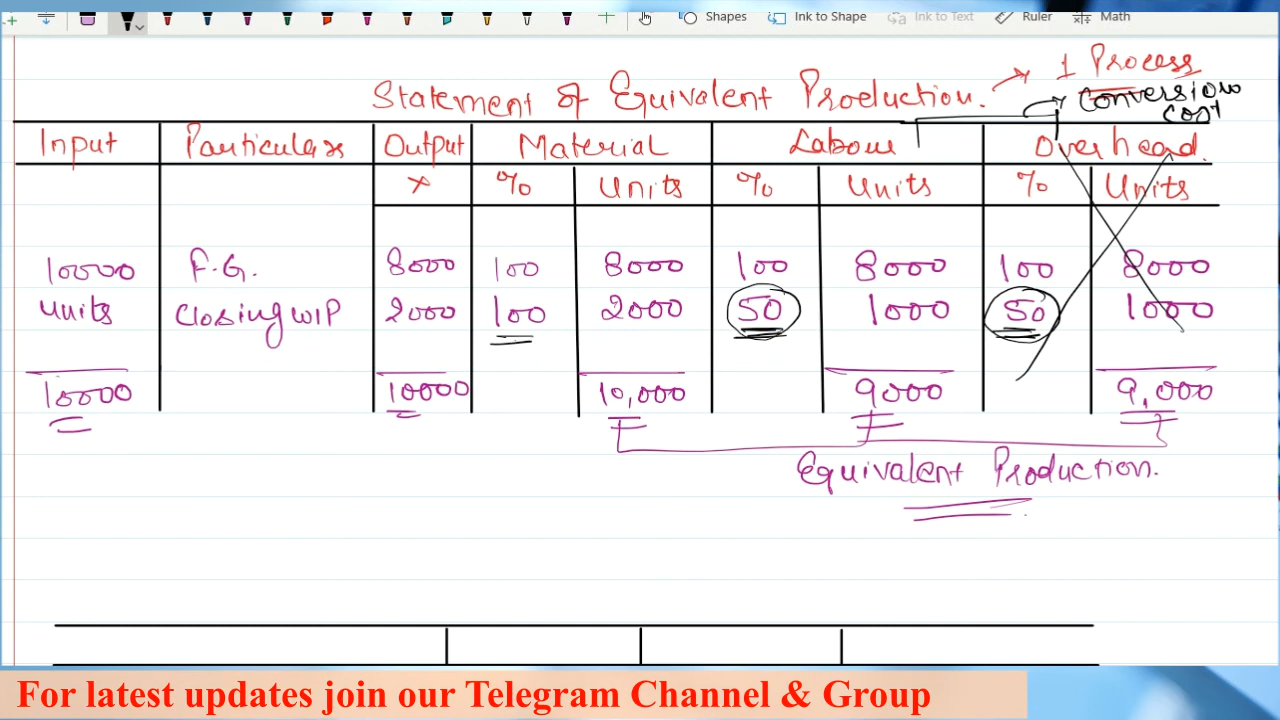 Shapes Ink to Shape Ink to Text Ruler Math
Statement of Equivalent Production. → 1 Process
Conversion cost
Input Particulars Output Material Labour Overhead.
x % Units % Units % Units
10000 F.G. 8000 100 8000 100 8000 100 8000
Units Closing WIP 2000 100 2000 50 1000 50 1000
10000 10000 10,000 9000 9,000
Equivalent Production.
For latest updates join our Telegram Channel & Group